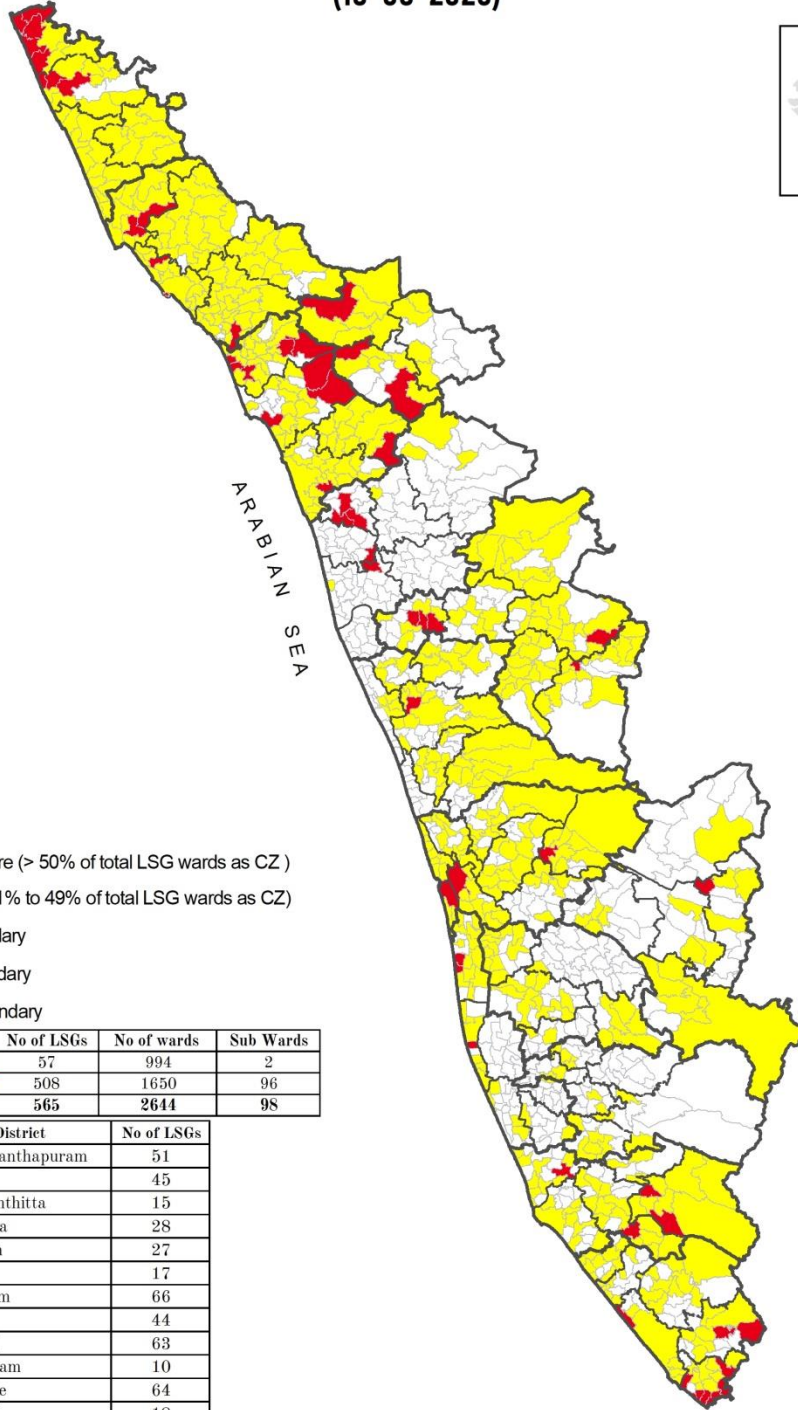 ARABIAN SEA
re (> 50% of total LSG wards as CZ )
1% to 49% of total LSG wards as CZ)
dary
dary
ndary
No of LSGs No of wards Sub Wards
57 994 2
508 1650 96
565 2644 98
District No of LSGs
anthapuram 51
45
nthitta 15
a 28
n 27
17
m 66
44
63
am 10
e 64